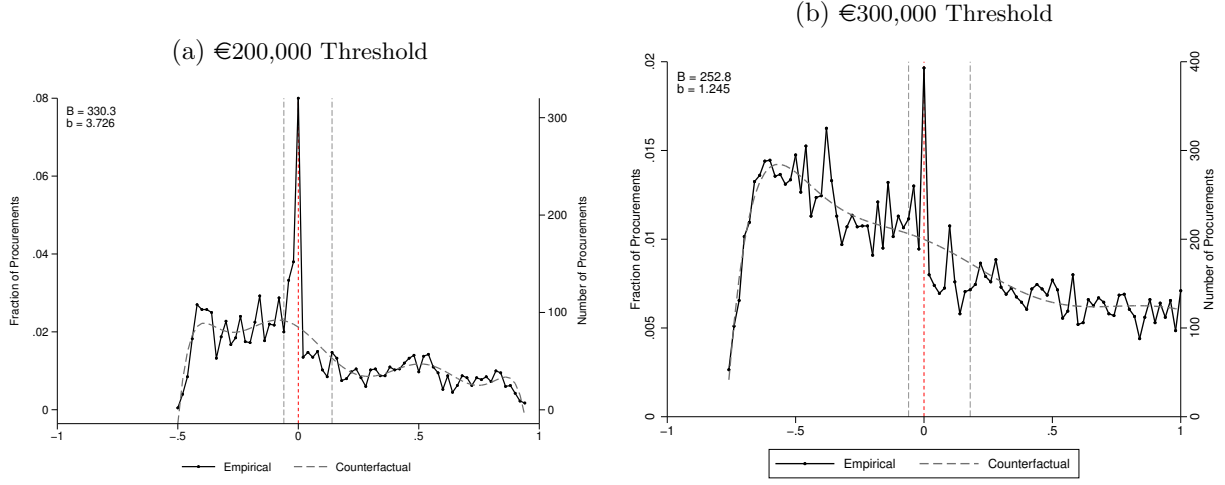 (a) €200,000 Threshold
B = 330.3
b = 3.726
Fraction of Procurements
.08
.06
.04
.02
0
Number of Procurements
300
200
100
0
-1
-.5
0
.5
1
Empirical
Counterfactual
(b) €300,000 Threshold
B = 252.8
b = 1.245
Fraction of Procurements
.02
.015
.01
.005
0
Number of Procurements
400
300
200
100
0
-1
-.5
0
.5
1
Empirical
Counterfactual